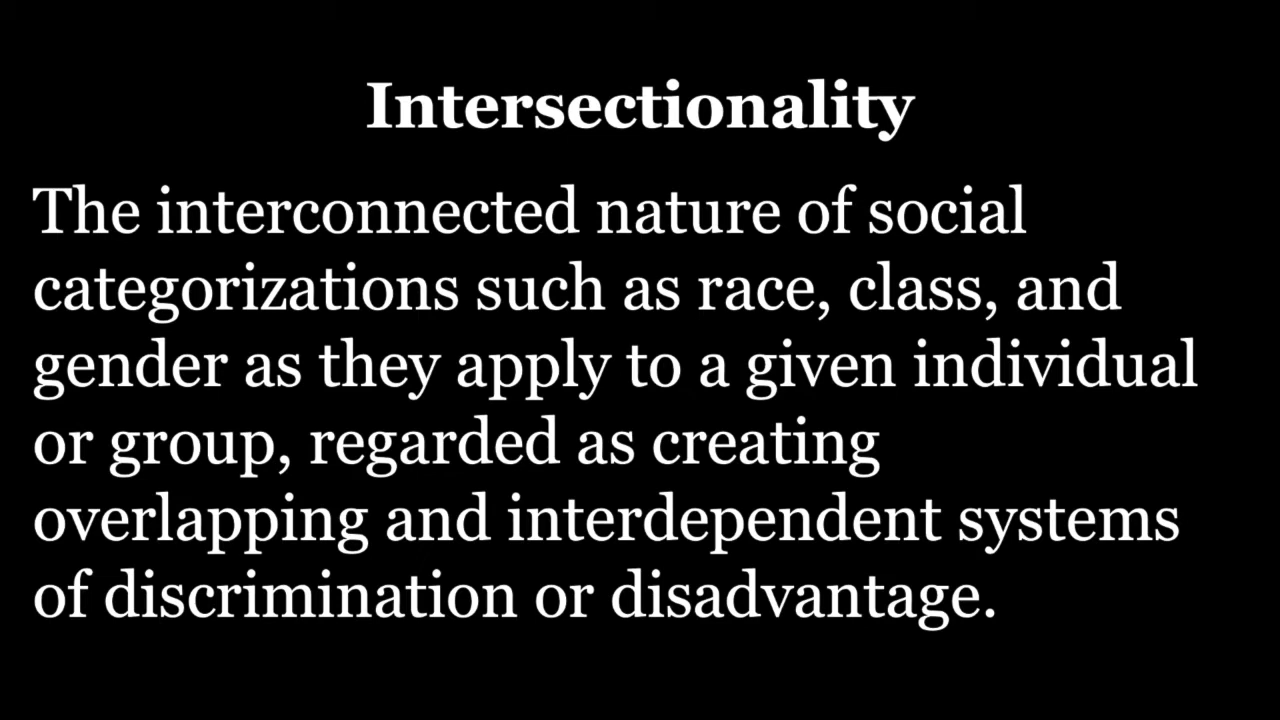 Intersectionality
The interconnected nature of social
categorizations such as race, class, and
gender as they apply to a given individual
or group, regarded as creating
overlapping and interdependent systems
of discrimination or disadvantage.